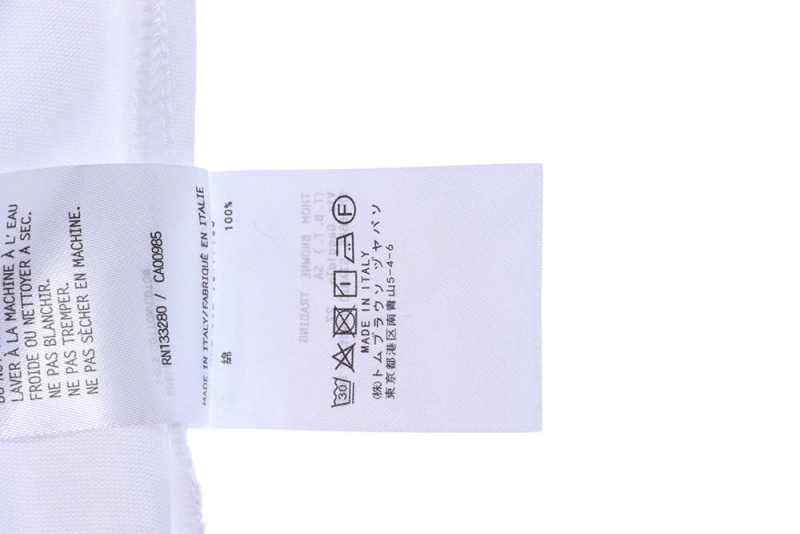 LAVER À LA MACHINE À L' EAU
FROIDE OU NETTOYER À SEC.
NE PAS BLANCHIR.
NE PAS TREMPER.
NE PAS SÈCHER EN MACHINE.
RN133280 / CA00985
MADE IN ITALY/FABRIQUÉ EN ITALIE
綿 100%
30
F
MADE IN ITALY
㈱トム ブラウン ジャパン
東京都港区南青山5-4-6